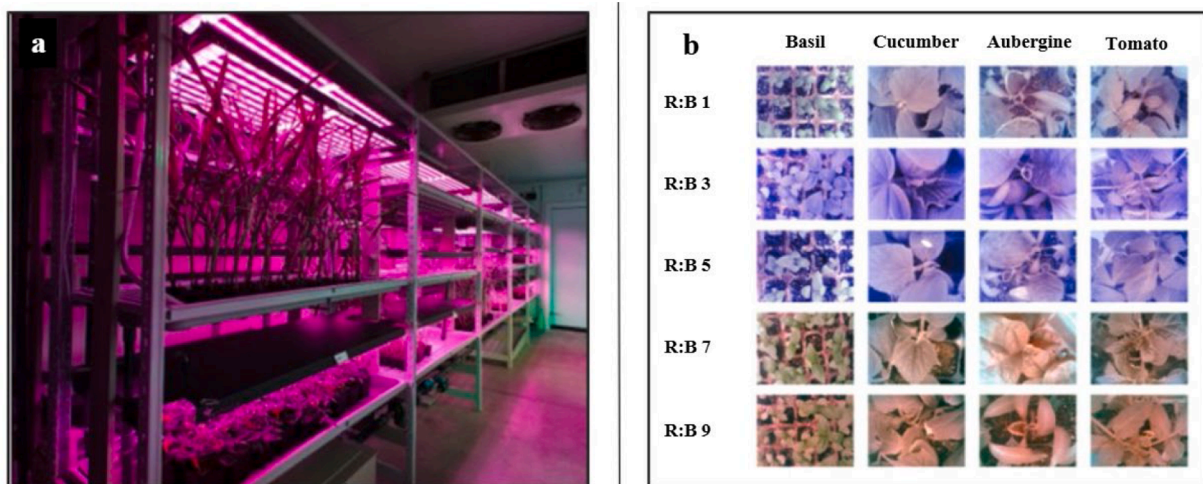 a
b
Basil Cucumber Aubergine Tomato
R:B 1
R:B 3
R:B 5
R:B 7
R:B 9